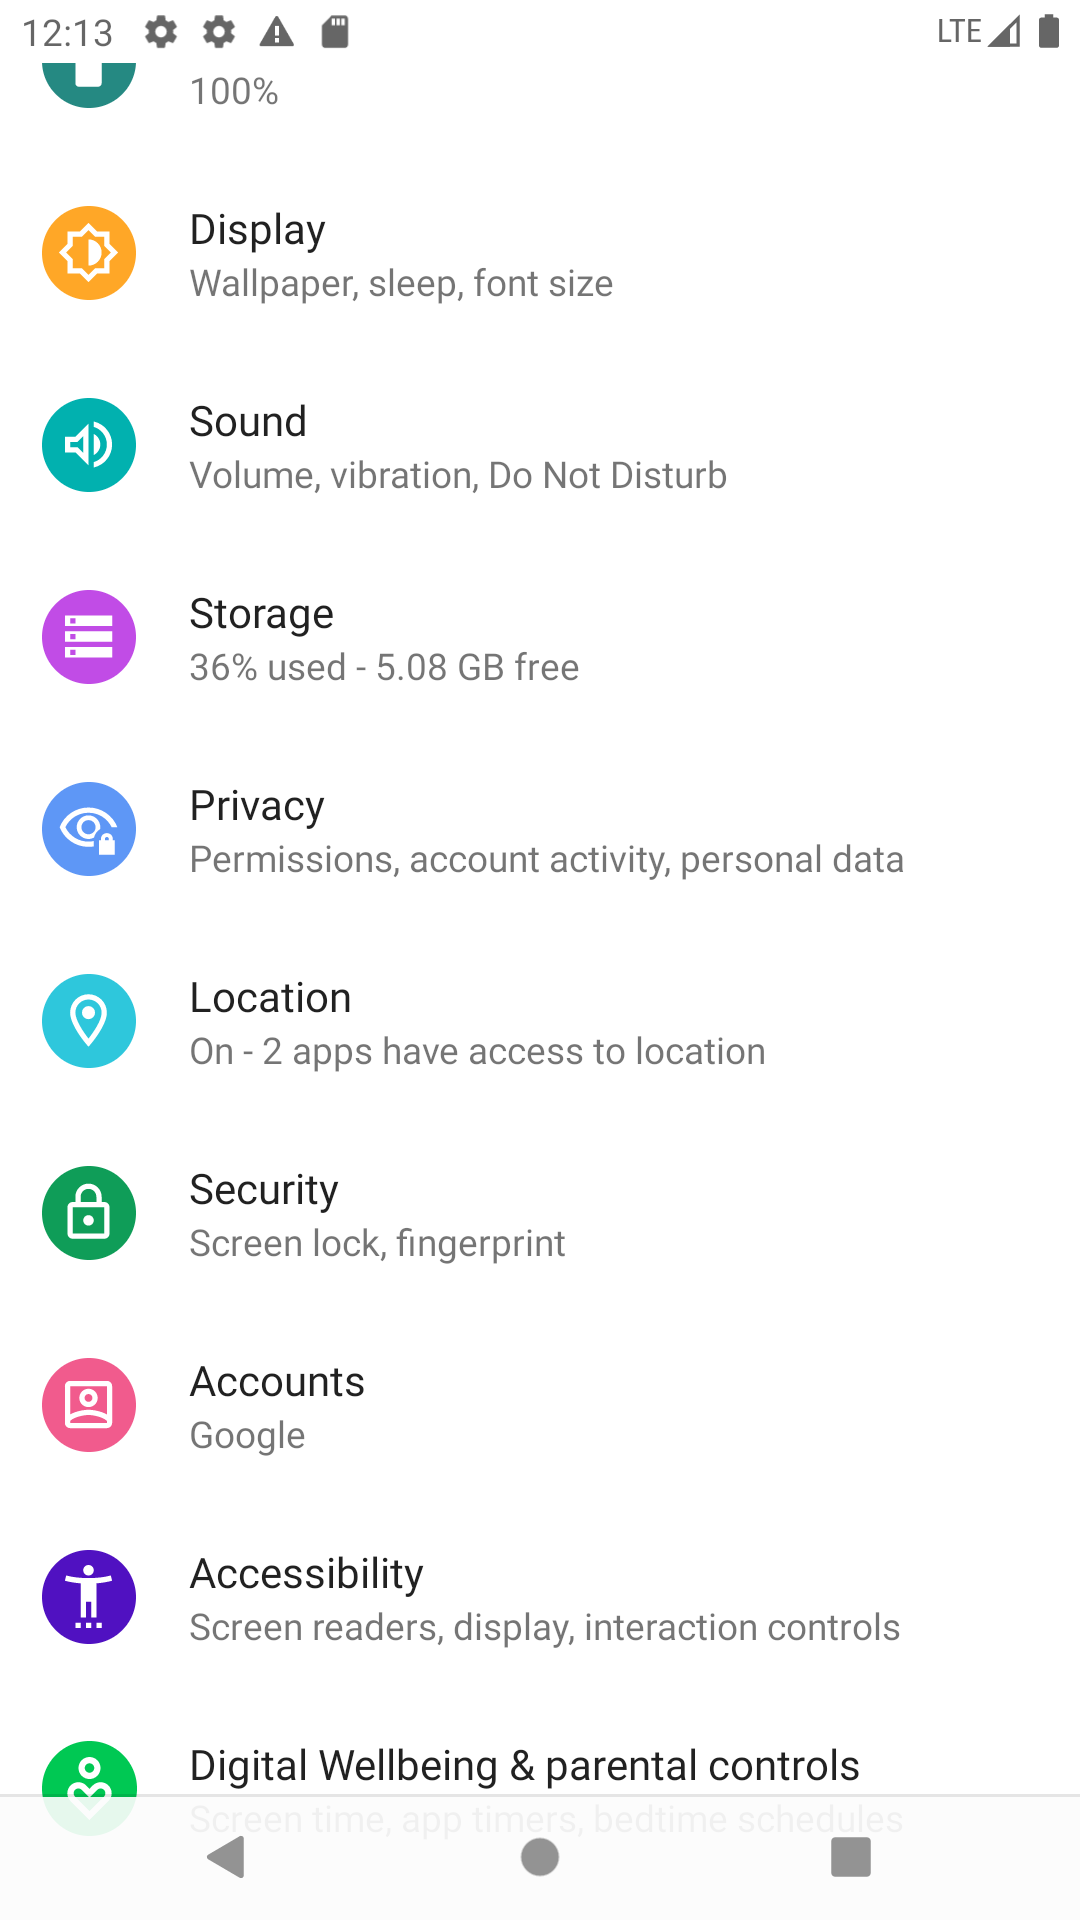 12:13 LTE
100%
Display
Wallpaper, sleep, font size
Sound
Volume, vibration, Do Not Disturb
Storage
36% used - 5.08 GB free
Privacy
Permissions, account activity, personal data
Location
On - 2 apps have access to location
Security
Screen lock, fingerprint
Accounts
Google
Accessibility
Screen readers, display, interaction controls
Digital Wellbeing & parental controls
Screen time, app timers, bedtime schedules